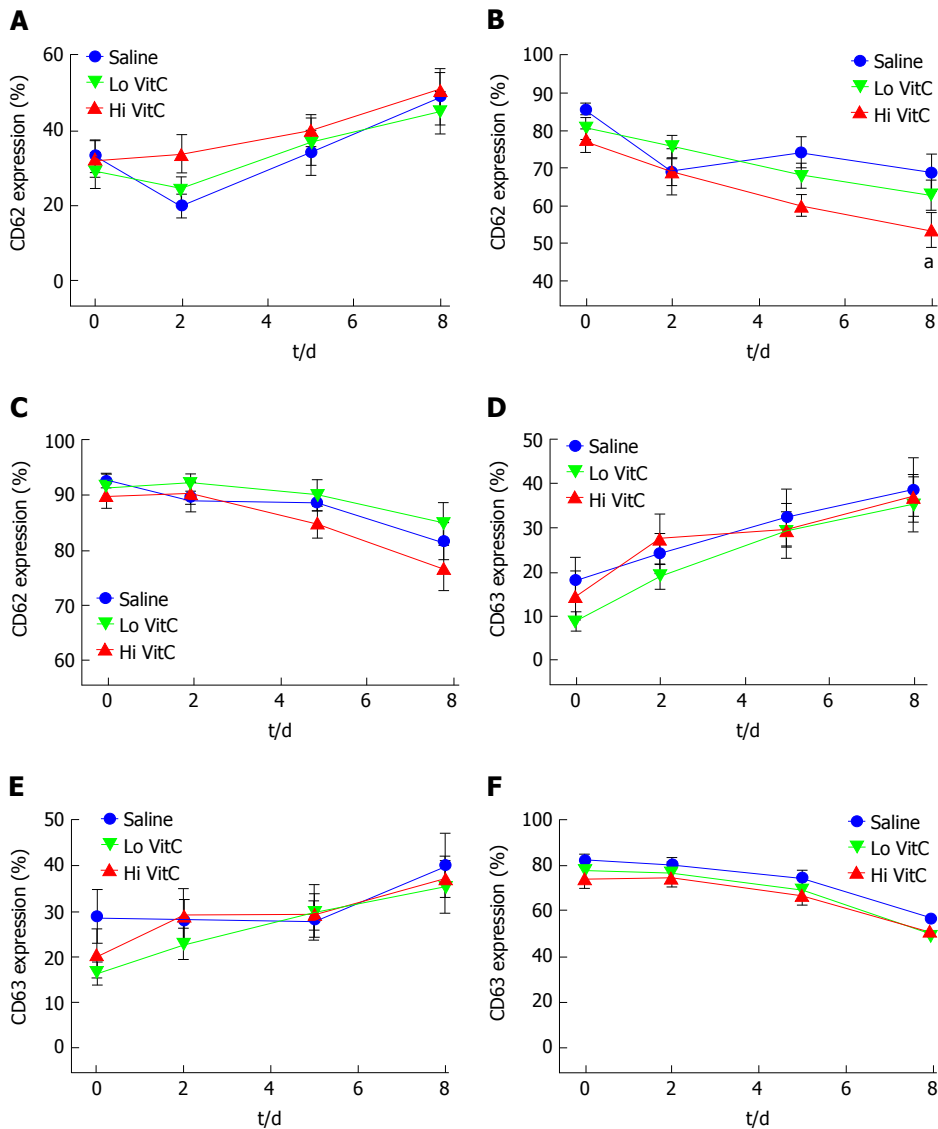 A
CD62 expression (%)
60
40
20
0
Saline
Lo VitC
Hi VitC
0 2 4 6 8
t/d
B
CD62 expression (%)
100
90
80
70
60
50
40
Saline
Lo VitC
Hi VitC
a
0 2 4 6 8
t/d
C
CD62 expression (%)
100
90
80
70
60
Saline
Lo VitC
Hi VitC
0 2 4 6 8
t/d
D
CD63 expression (%)
50
40
30
20
10
0
Saline
Lo VitC
Hi VitC
0 2 4 6 8
t/d
E
CD63 expression (%)
50
40
30
20
10
0
Saline
Lo VitC
Hi VitC
0 2 4 6 8
t/d
F
CD63 expression (%)
100
80
60
40
20
0
Saline
Lo VitC
Hi VitC
0 2 4 6 8
t/d